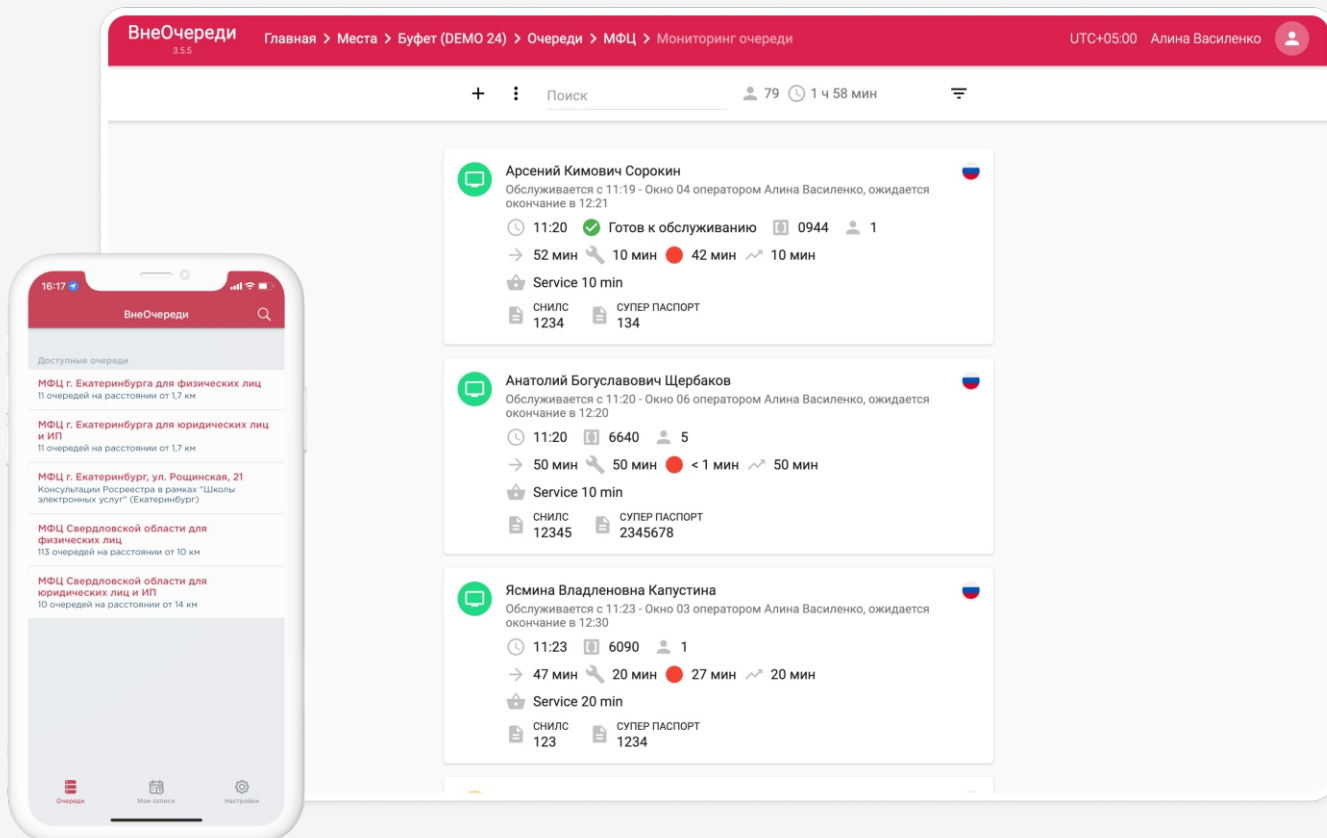 ВнеОчереди
3.5.5
Главная > Места > Буфет (DEMO 24) > Очереди > МФЦ > Мониторинг очереди
UTC+05:00 Алина Василенко
Поиск
79 1 ч 58 мин
Арсений Кимович Сорокин
Обслуживается с 11:19 - Окно 04 оператором Алина Василенко, ожидается
окончание в 12:21
11:20 Готов к обслуживанию 0944 1
52 мин 10 мин 42 мин 10 мин
Service 10 min
СНИЛС СУПЕР ПАСПОРТ
1234 134
Анатолий Богуславович Щербаков
Обслуживается с 11:20 - Окно 06 оператором Алина Василенко, ожидается
окончание в 12:20
11:20 6640 5
50 мин 50 мин < 1 мин 50 мин
Service 10 min
СНИЛС СУПЕР ПАСПОРТ
12345 2345678
Ясмина Владленовна Капустина
Обслуживается с 11:23 - Окно 03 оператором Алина Василенко, ожидается
окончание в 12:30
11:23 6090 1
47 мин 20 мин 27 мин 20 мин
Service 20 min
СНИЛС СУПЕР ПАСПОРТ
123 1234
16:17
ВнеОчереди
Доступные очереди
МФЦ г. Екатеринбурга для физических лиц
11 очередей на расстоянии от 1,7 км
МФЦ г. Екатеринбурга для юридических лиц
и ИП
11 очередей на расстоянии от 1,7 км
МФЦ г. Екатеринбург, ул. Рощинская, 21
Консультации Росреестра в рамках "Школы
электронных услуг" (Екатеринбург)
МФЦ Свердловской области для
физических лиц
113 очередей на расстоянии от 10 км
МФЦ Свердловской области для
юридических лиц и ИП
10 очередей на расстоянии от 14 км
Очереди Мои записи Настройки